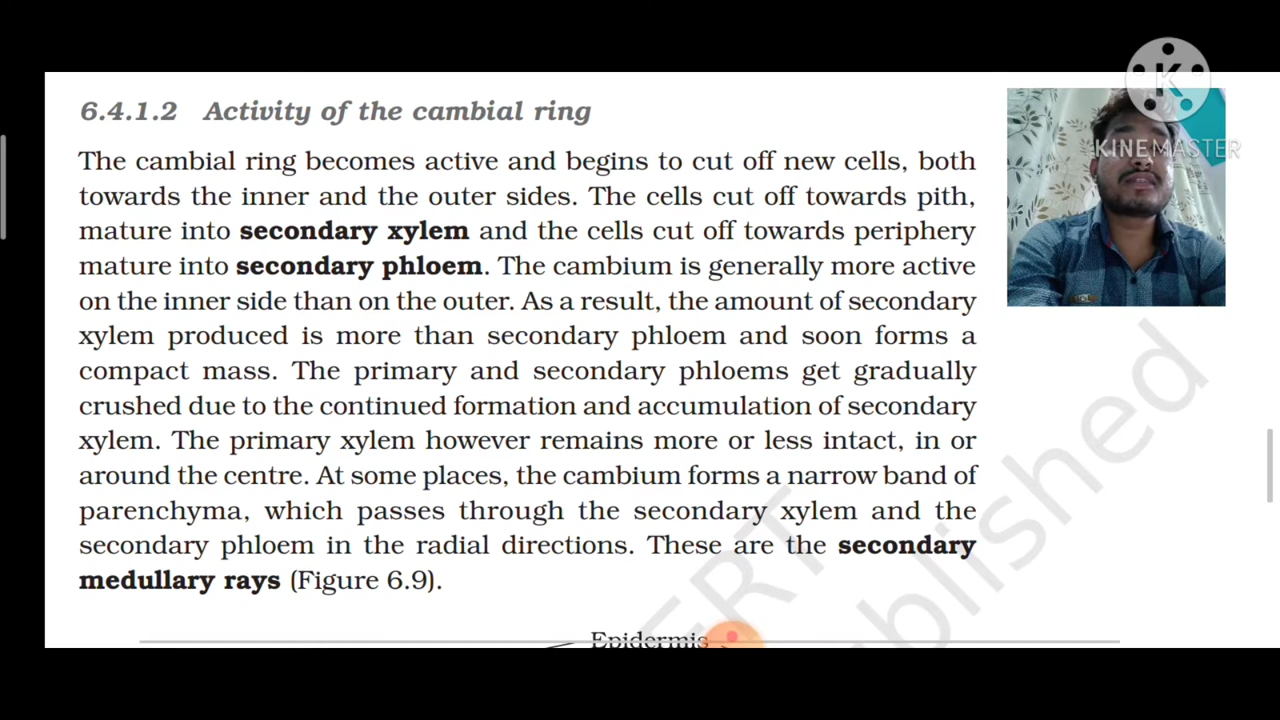 6.4.1.2 Activity of the cambial ring
The cambial ring becomes active and begins to cut off new cells, both
towards the inner and the outer sides. The cells cut off towards pith,
mature into secondary xylem and the cells cut off towards periphery
mature into secondary phloem. The cambium is generally more active
on the inner side than on the outer. As a result, the amount of secondary
xylem produced is more than secondary phloem and soon forms a
compact mass. The primary and secondary phloems get gradually
crushed due to the continued formation and accumulation of secondary
xylem. The primary xylem however remains more or less intact, in or
around the centre. At some places, the cambium forms a narrow band of
parenchyma, which passes through the secondary xylem and the
secondary phloem in the radial directions. These are the secondary
medullary rays (Figure 6.9).
Epidermis
K
KINEMASTER